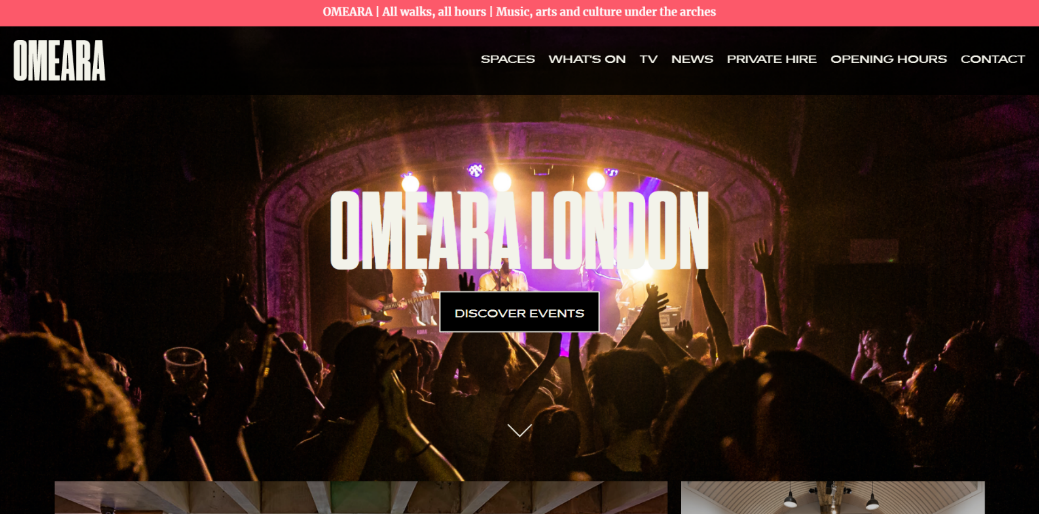 OMEARA | All walks, all hours | Music, arts and culture under the arches
OMEARA
SPACES WHAT'S ON TV NEWS PRIVATE HIRE OPENING HOURS CONTACT
OMEARA LONDON
DISCOVER EVENTS